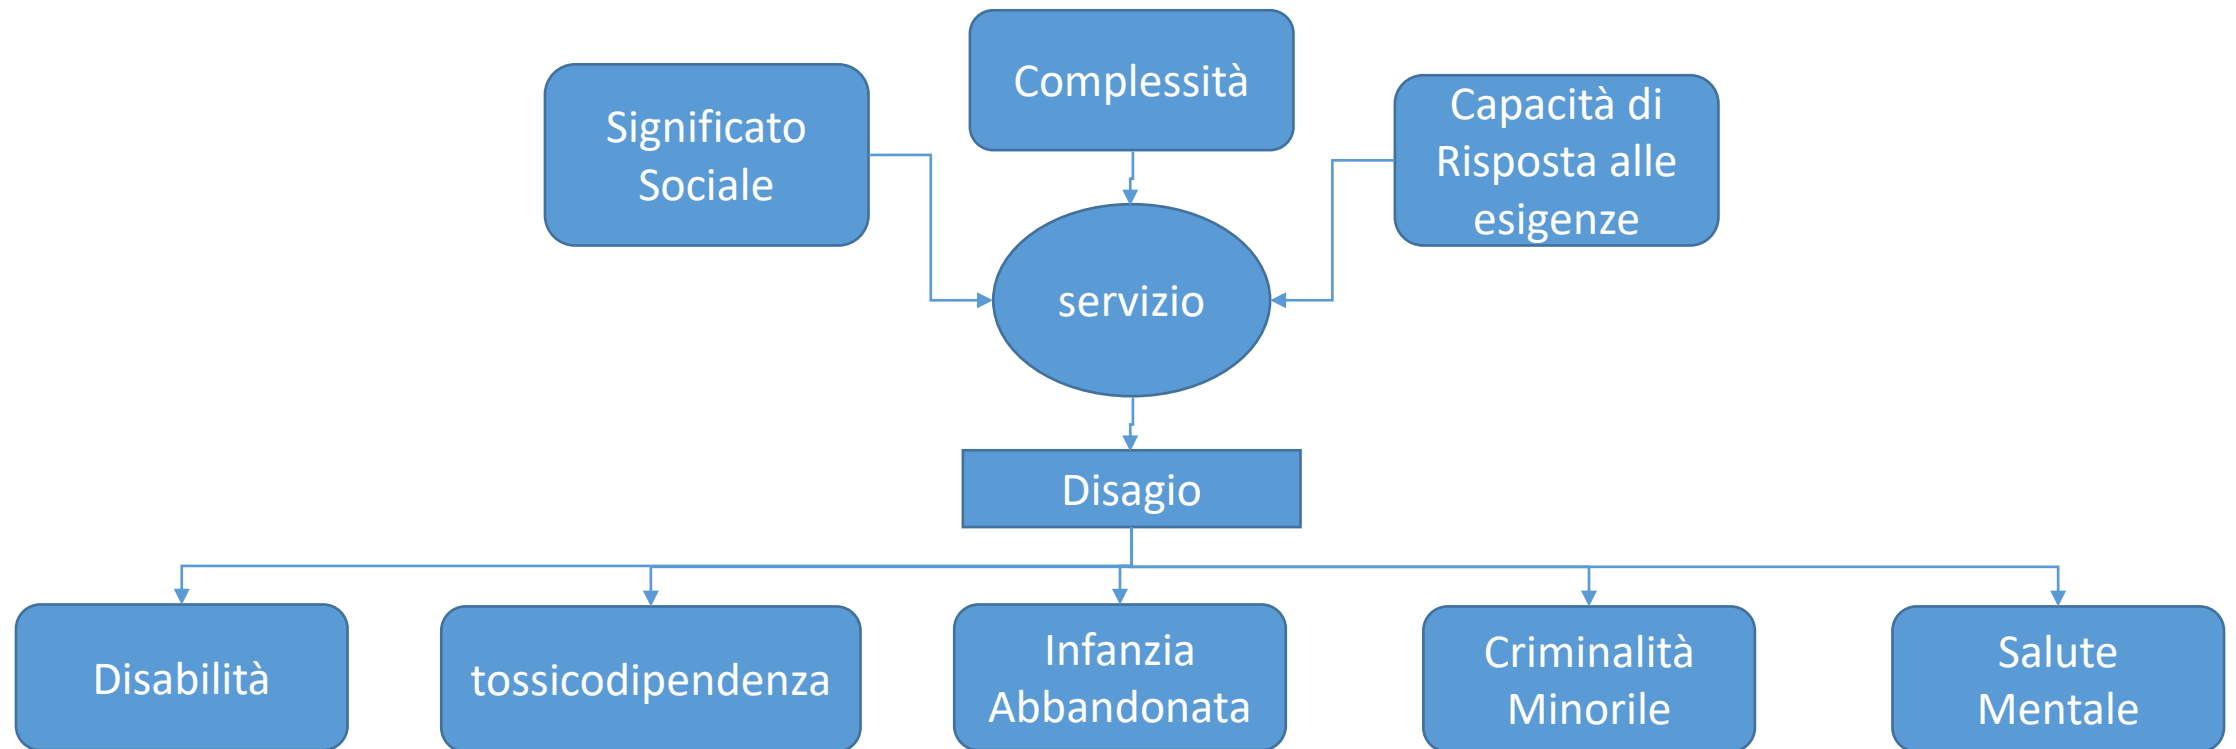 Complessità
Significato
Sociale
Capacità di
Risposta alle
esigenze
servizio
Disagio
Disabilità
tossicodipendenza
Infanzia
Abbandonata
Criminalità
Minorile
Salute
Mentale